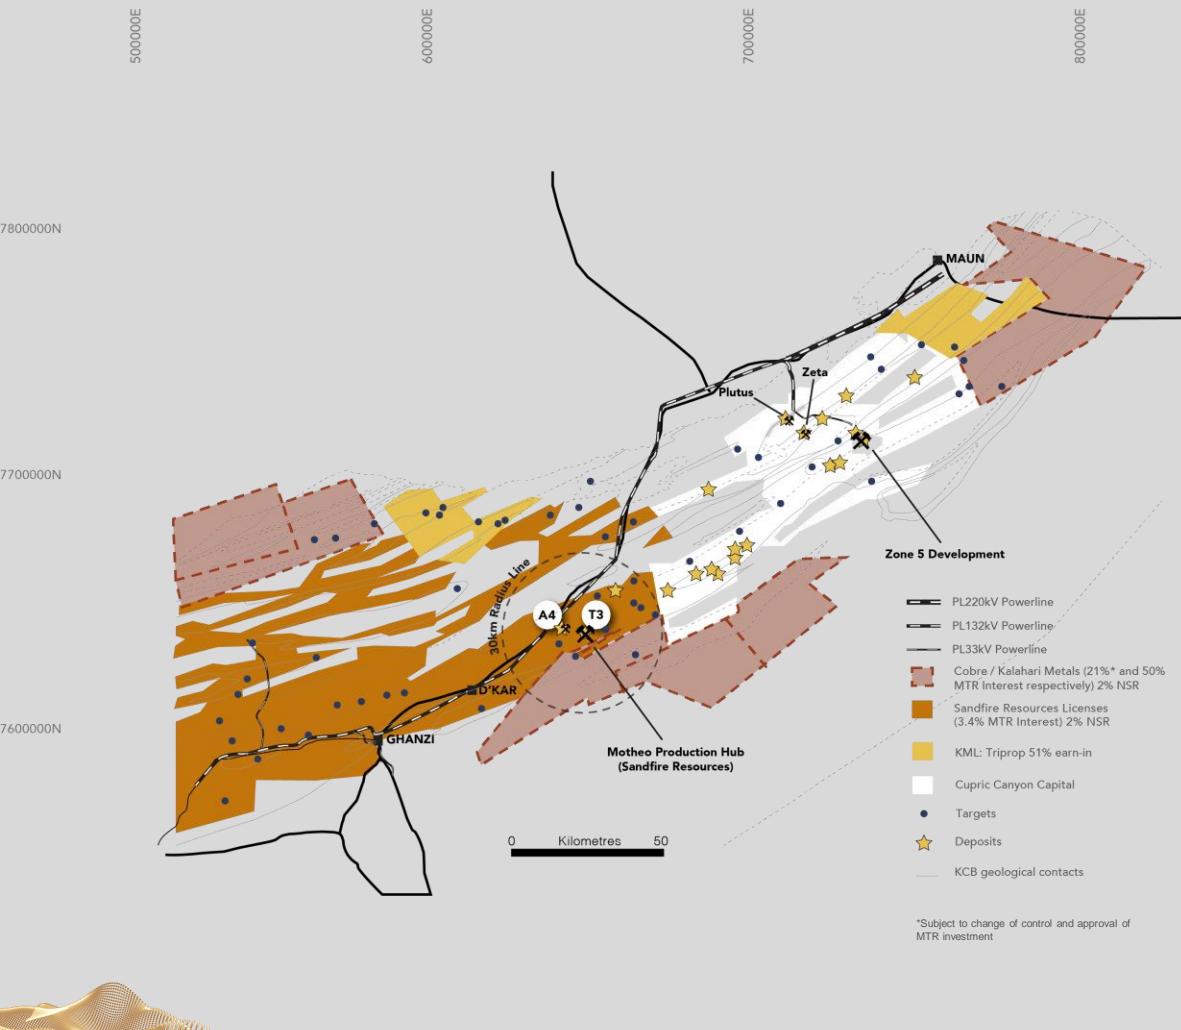 500000E
600000E
700000E
800000E
7800000N
MAUN
Zeta
Plutus
7700000N
Zone 5 Development
30km Radius Line
A4
T3
D'KAR
7600000N
GHANZI
Motheo Production Hub
(Sandfire Resources)
0 Kilometres 50
PL220kV Powerline
PL132kV Powerline
PL33kV Powerline
Cobre / Kalahari Metals (21%* and 50%
MTR Interest respectively) 2% NSR
Sandfire Resources Licenses
(3.4% MTR Interest) 2% NSR
KML: Triprop 51% earn-in
Cupric Canyon Capital
Targets
Deposits
KCB geological contacts
*Subject to change of control and approval of
MTR investment